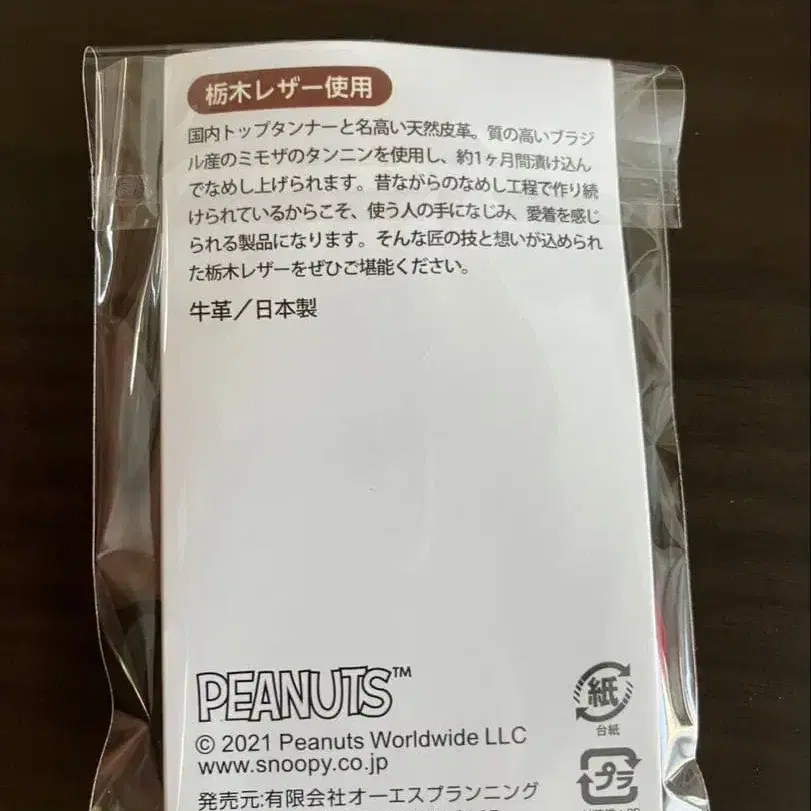 栃木レザー使用
国内トップタンナーと名高い天然皮革。質の高いブラジ
ル産のミモザのタンニンを使用し、約1ヶ月間漬け込ん
でなめし上げられます。昔ながらのなめし工程で作り続
けられているからこそ、使う人の手になじみ、愛着を感じ
られる製品になります。そんな匠の技と想いが込められ
た栃木レザーをぜひご堪能ください。
牛革／日本製
PEANUTS™
© 2021 Peanuts Worldwide LLC
www.snoopy.co.jp
発売元:有限会社オーエスプランニング
紙
台紙
プラ